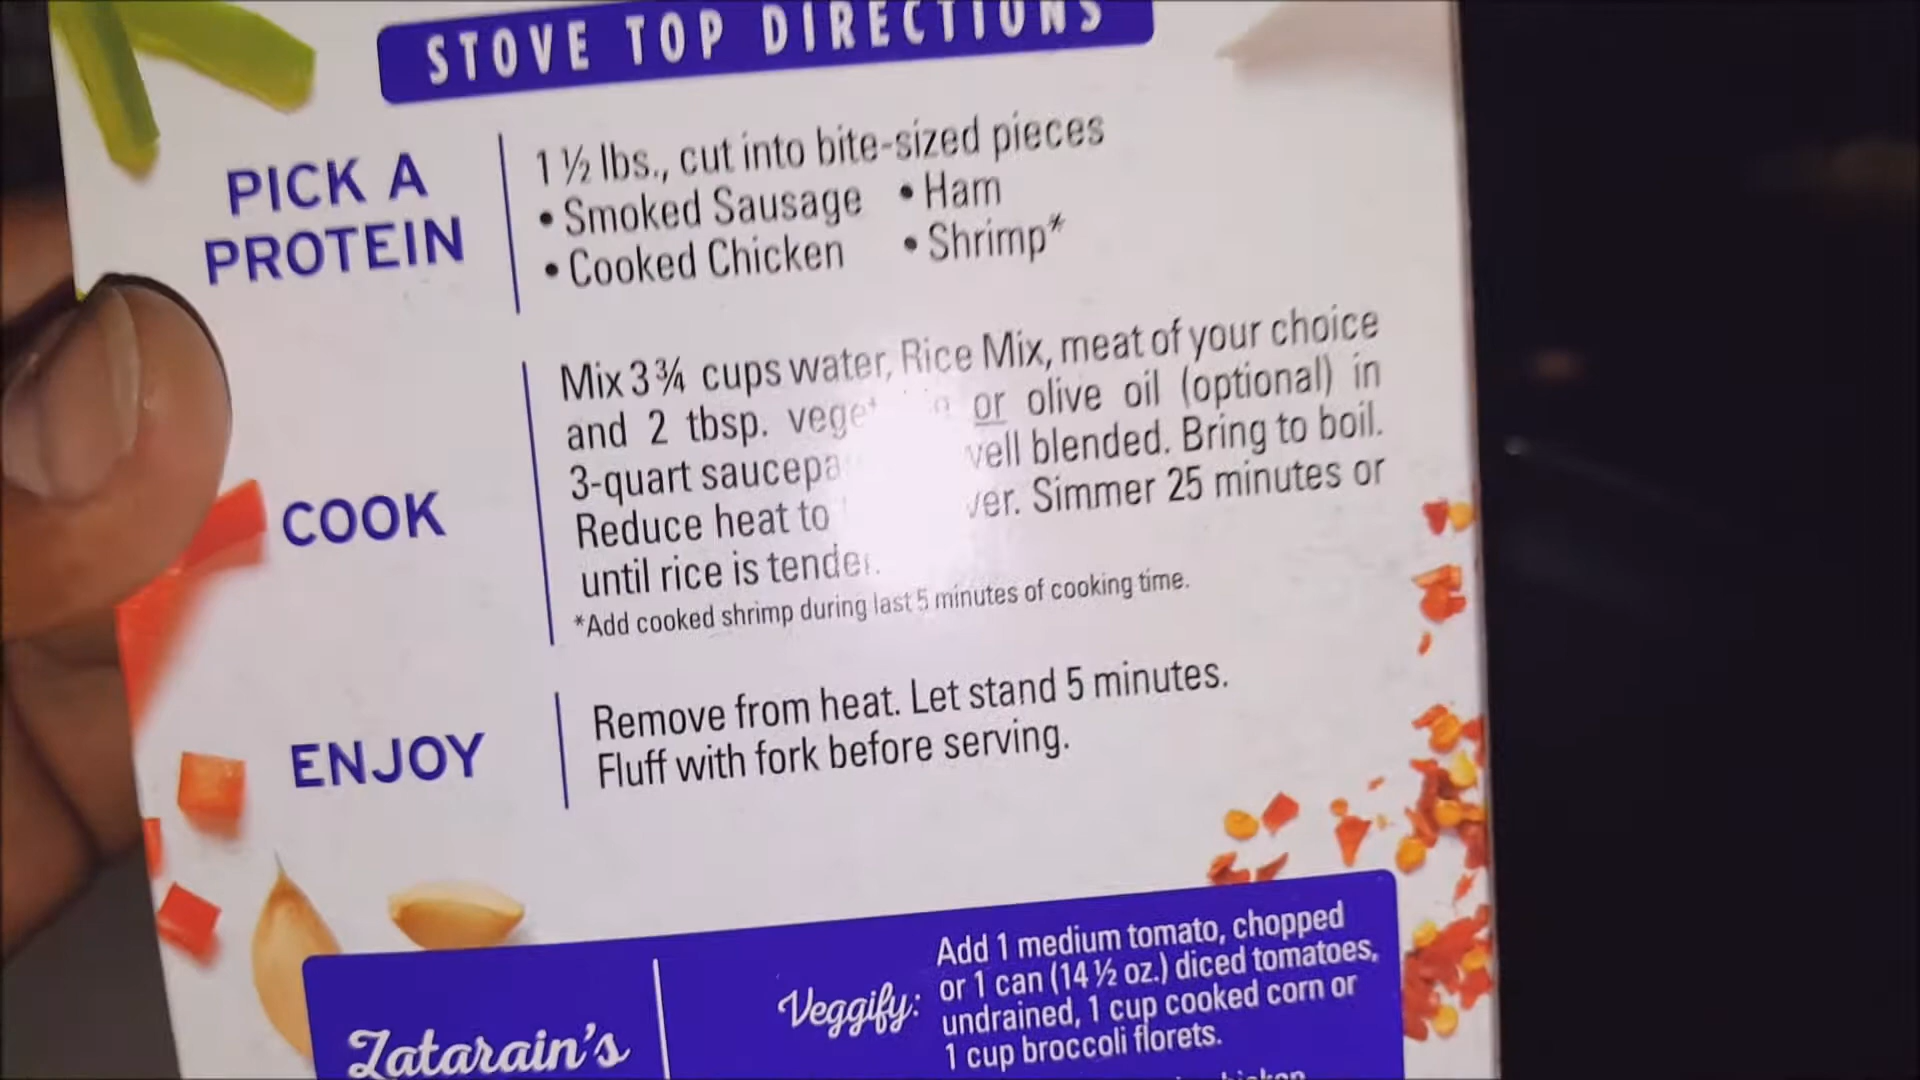 STOVE TOP DIRECTIONS
PICK A
PROTEIN
1 ½ lbs., cut into bite-sized pieces
• Smoked Sausage • Ham
• Cooked Chicken • Shrimp*
COOK
Mix 3 ¾ cups water, Rice Mix, meat of your choice
and 2 tbsp. or olive oil (optional) in
3-quart blended. Bring to boil.
Reduce heat to Simmer 25 minutes or
until rice is tender.
*Add cooked shrimp during last 5 minutes of cooking time.
ENJOY
Remove from heat. Let stand 5 minutes.
Fluff with fork before serving.
Zatarain's
Veggify:
Add 1 medium tomato, chopped
or 1 can (14 ½ oz.) diced tomatoes,
undrained, 1 cup cooked corn or
1 cup broccoli florets.